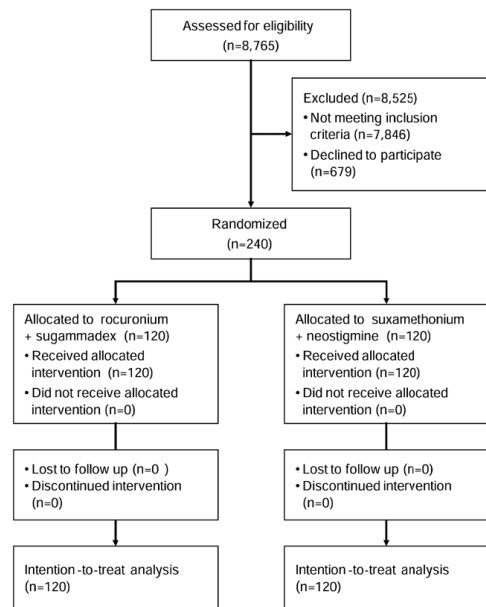 Assessed for eligibility
(n=8,765)
Excluded (n=8,525)
• Not meeting inclusion
criteria (n=7,846)
• Declined to participate
(n=679)
Randomized
(n=240)
Allocated to rocuronium
+ sugammadex (n=120)
• Received allocated
intervention (n=120)
• Did not receive allocated
intervention (n=0)
Allocated to suxamethonium
+ neostigmine (n=120)
• Received allocated
intervention (n=120)
• Did not receive allocated
intervention (n=0)
• Lost to follow up (n=0 )
• Discontinued intervention
(n=0)
• Lost to follow up (n=0)
• Discontinued intervention
(n=0)
Intention-to-treat analysis
(n=120)
Intention-to-treat analysis
(n=120)